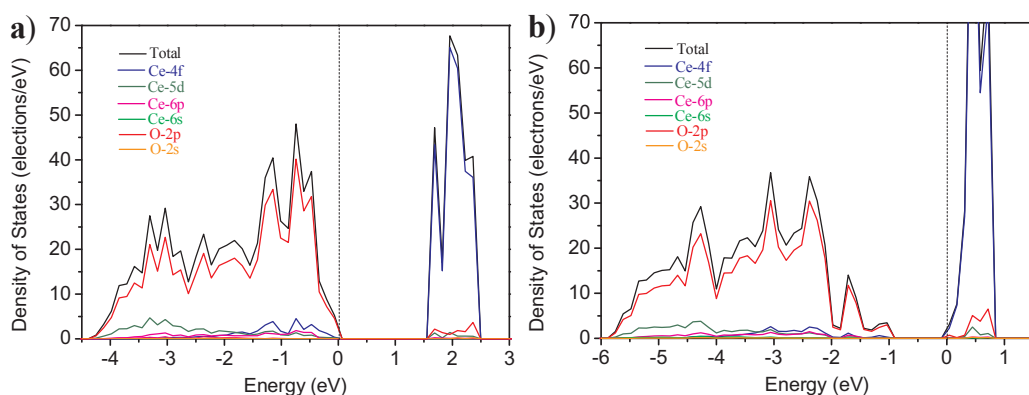 a)
Density of States (electrons/eV)
70
60
50
40
30
20
10
0
Total
Ce-4f
Ce-5d
Ce-6p
Ce-6s
O-2p
O-2s
-4 -3 -2 -1 0 1 2 3
Energy (eV)
b)
Density of States (electrons/eV)
70
60
50
40
30
20
10
0
Total
Ce-4f
Ce-5d
Ce-6p
Ce-6s
O-2p
O-2s
-6 -5 -4 -3 -2 -1 0 1
Energy (eV)